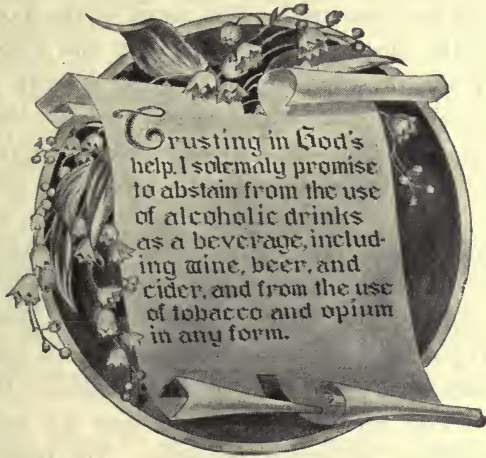 Trusting in God's
help, I solemnly promise
to abstain from the use
of alcoholic drinks
as a beverage, includ-
ing wine, beer, and
cider, and from the use
of tobacco and opium
in any form.